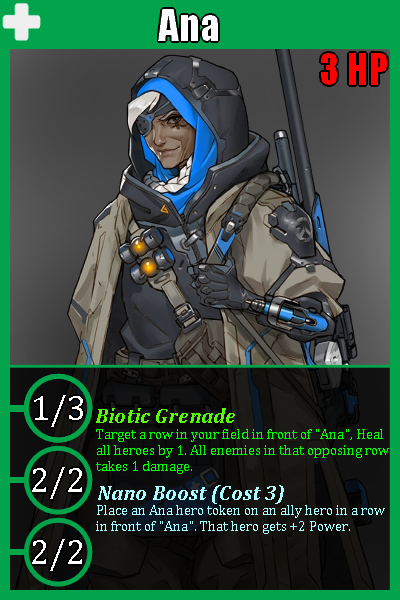 Ana
3 HP
1/3
Biotic Grenade
Target a row in your field in front of "Ana", Heal
all heroes by 1. All enemies in that opposing row
takes 1 damage.
2/2
Nano Boost (Cost 3)
Place an Ana hero token on an ally hero in a row
in front of "Ana". That hero gets +2 Power.
2/2